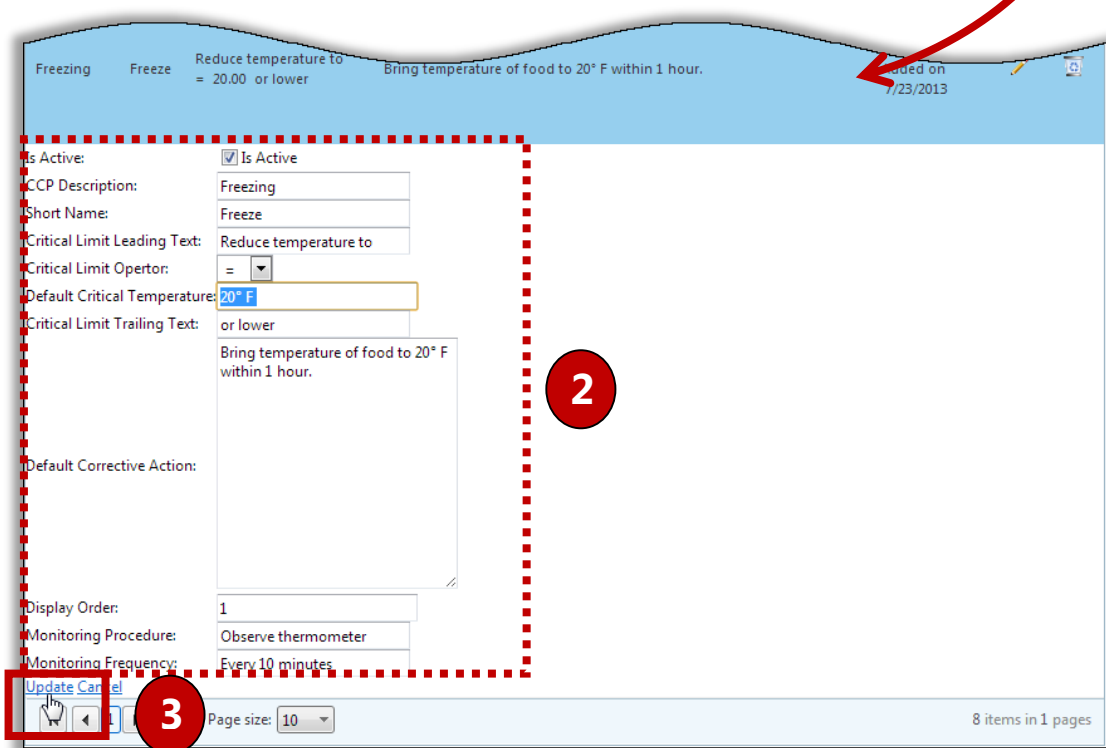 Freezing Freeze Reduce temperature to = 20.00 or lower Bring temperature of food to 20° F within 1 hour. on 7/23/2013
Is Active: Is Active
CCP Description: Freezing
Short Name: Freeze
Critical Limit Leading Text: Reduce temperature to
Critical Limit Opertor: =
Default Critical Temperature: 20° F
Critical Limit Trailing Text: or lower
Default Corrective Action: Bring temperature of food to 20° F
within 1 hour.
2
Display Order: 1
Monitoring Procedure: Observe thermometer
Monitoring Frequency: Every 10 minutes
Update Cancel
1 3 Page size: 10 8 items in 1 pages